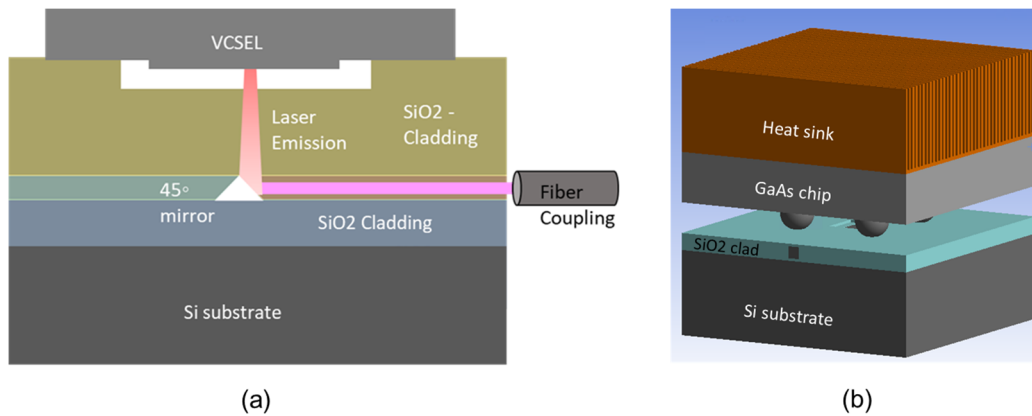 VCSEL
Laser
Emission
SiO2 -
Cladding
45°
mirror
Fiber
Coupling
SiO2 Cladding
Si substrate
(a)
Heat sink
GaAs chip
SiO2 clad
Si substrate
(b)